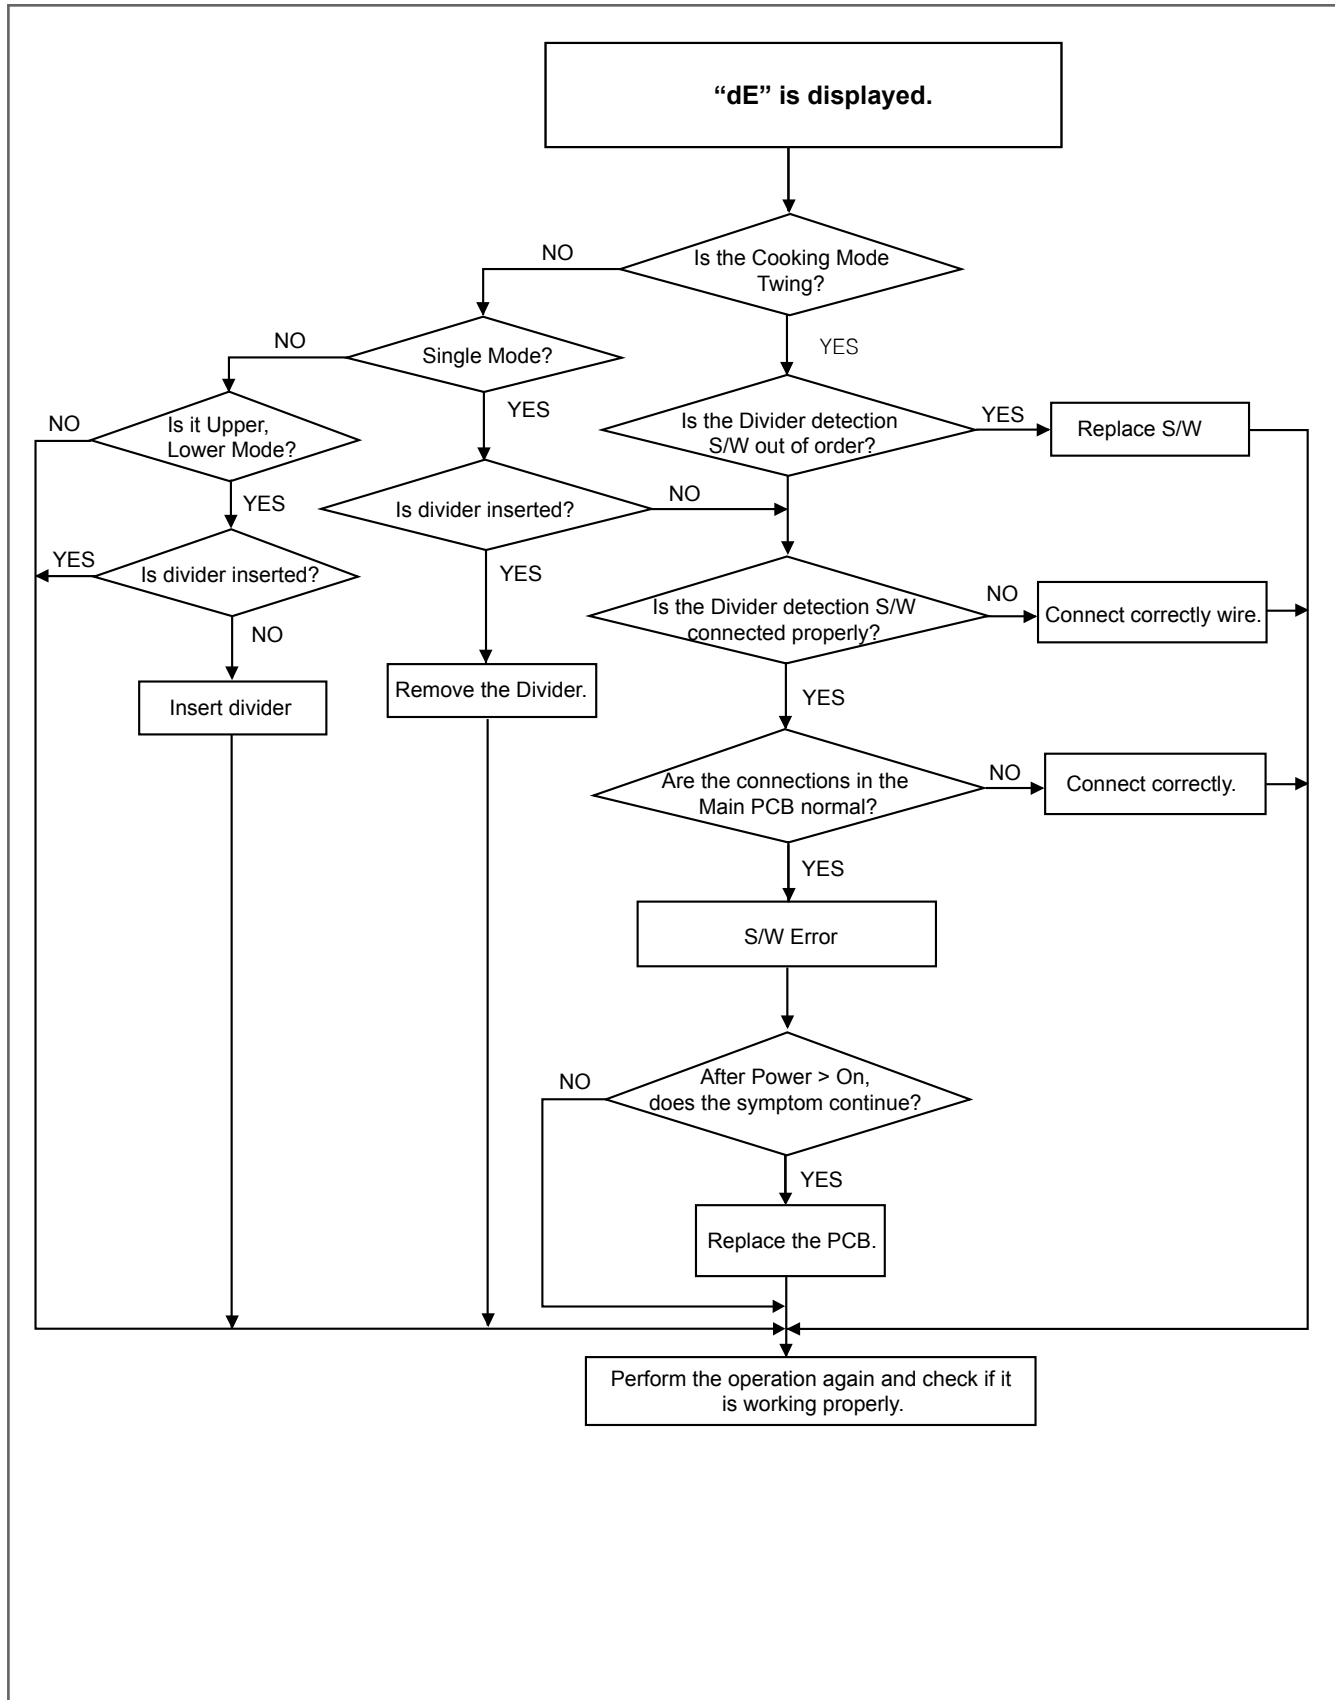 “dE” is displayed.
Is the Cooking Mode
Twing?
NO
YES
Single Mode?
NO
YES
Is it Upper,
Lower Mode?
NO
YES
Is the Divider detection
S/W out of order?
YES
Replace S/W
Is divider inserted?
NO
YES
Is divider inserted?
YES
NO
Is the Divider detection S/W
connected properly?
NO
Connect correctly wire.
YES
Insert divider
Remove the Divider.
Are the connections in the
Main PCB normal?
NO
Connect correctly.
YES
S/W Error
After Power > On,
does the symptom continue?
NO
YES
Replace the PCB.
Perform the operation again and check if it
is working properly.